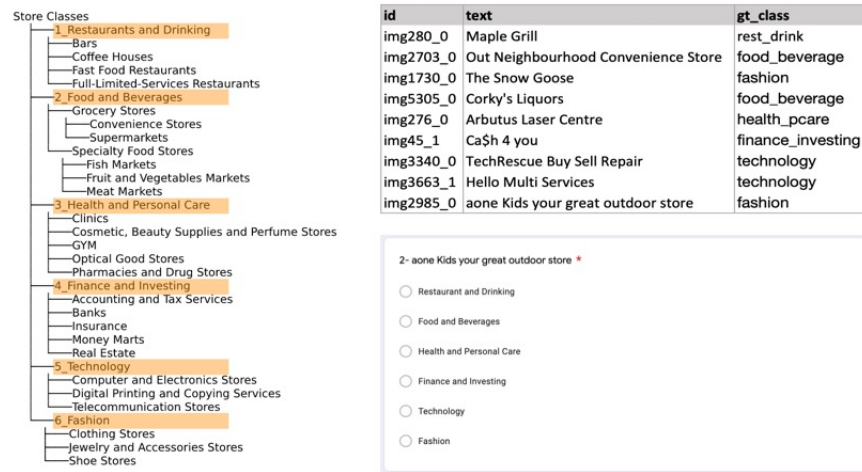 Store Classes
1_Restaurants and Drinking
Bars
Coffee Houses
Fast Food Restaurants
Full-Limited-Services Restaurants
2_Food and Beverages
Grocery Stores
Convenience Stores
Supermarkets
Specialty Food Stores
Fish Markets
Fruit and Vegetables Markets
Meat Markets
3_Health and Personal Care
Clinics
Cosmetic, Beauty Supplies and Perfume Stores
GYM
Optical Good Stores
Pharmacies and Drug Stores
4_Finance and Investing
Accounting and Tax Services
Banks
Insurance
Money Marts
Real Estate
5_Technology
Computer and Electronics Stores
Digital Printing and Copying Services
Telecommunication Stores
6_Fashion
Clothing Stores
Jewelry and Accessories Stores
Shoe Stores
id text gt_class
img280_0 Maple Grill rest_drink
img2703_0 Out Neighbourhood Convenience Store food_beverage
img1730_0 The Snow Goose fashion
img5305_0 Corky's Liquors food_beverage
img276_0 Arbutus Laser Centre health_pcare
img45_1 Ca$h 4 you finance_investing
img3340_0 TechRescue Buy Sell Repair technology
img3663_1 Hello Multi Services technology
img2985_0 aone Kids your great outdoor store fashion
2- aone Kids your great outdoor store *
Restaurant and Drinking
Food and Beverages
Health and Personal Care
Finance and Investing
Technology
Fashion